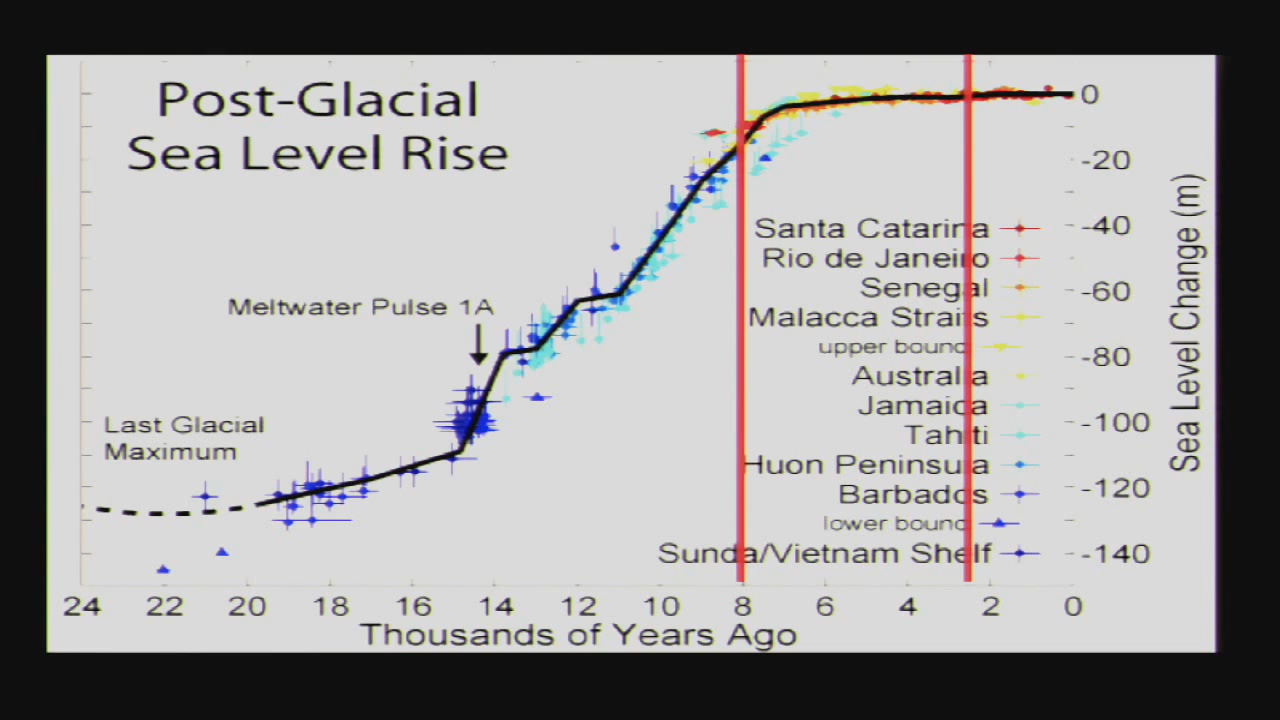 Post-Glacial
Sea Level Rise
0
-20
-40
-60
-80
-100
-120
-140
Sea Level Change (m)
Santa Catarina
Rio de Janeiro
Senegal
Malacca Straits
upper bound
Australia
Jamaica
Tahiti
Huon Peninsula
Barbados
lower bound
Sunda/Vietnam Shelf
Meltwater Pulse 1A
Last Glacial
Maximum
24 22 20 18 16 14 12 10 8 6 4 2 0
Thousands of Years Ago